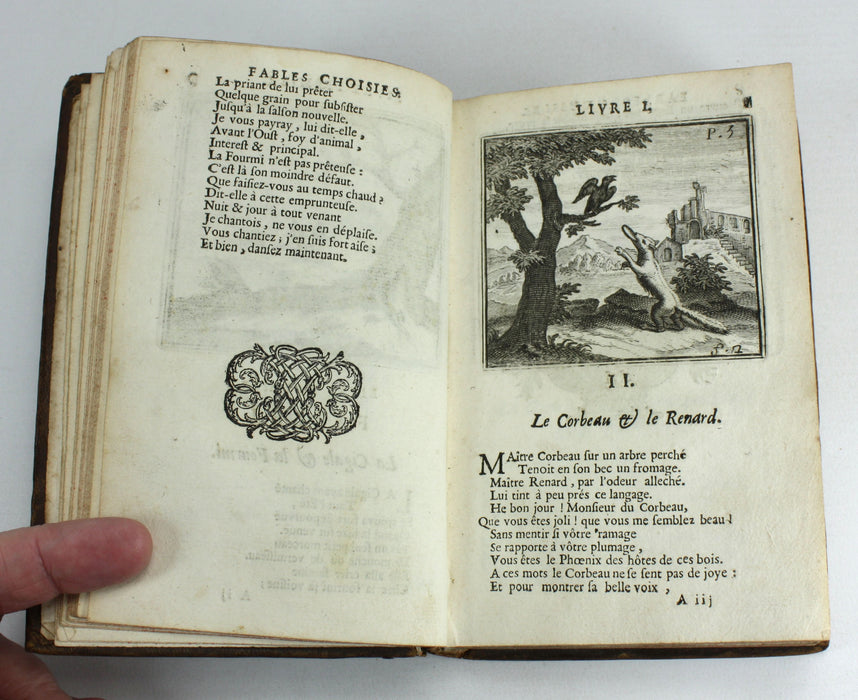 FABLES CHOISIES.
La priant de lui prêter
Quelque grain pour subsister
Jusqu'à la saison nouvelle.
Je vous payray, lui dit-elle,
Avant l'Oust, foy d'animal,
Interest & principal.
La Fourmi n'est pas prêteuse :
C'est là son moindre défaut.
Que faisiez-vous au temps chaud ?
Dit-elle à cette emprunteuse.
Nuit & jour à tout venant
Je chantois, ne vous en déplaise.
Vous chantiez ; j'en suis fort aise ;
Et bien, dansez maintenant.
LIVRE I.
P. 3
II.
Le Corbeau & le Renard.
MAître Corbeau sur un arbre perché
Tenoit en son bec un fromage.
Maître Renard, par l'odeur alleché.
Lui tint à peu prés ce langage.
He bon jour ! Monsieur du Corbeau,
Que vous êtes joli ! que vous me semblez beau !
Sans mentir si vôtre ramage
Se rapporte à vôtre plumage,
Vous êtes le Phœnix des hôtes de ces bois.
A ces mots le Corbeau ne se sent pas de joye :
Et pour montrer sa belle voix,
A iij